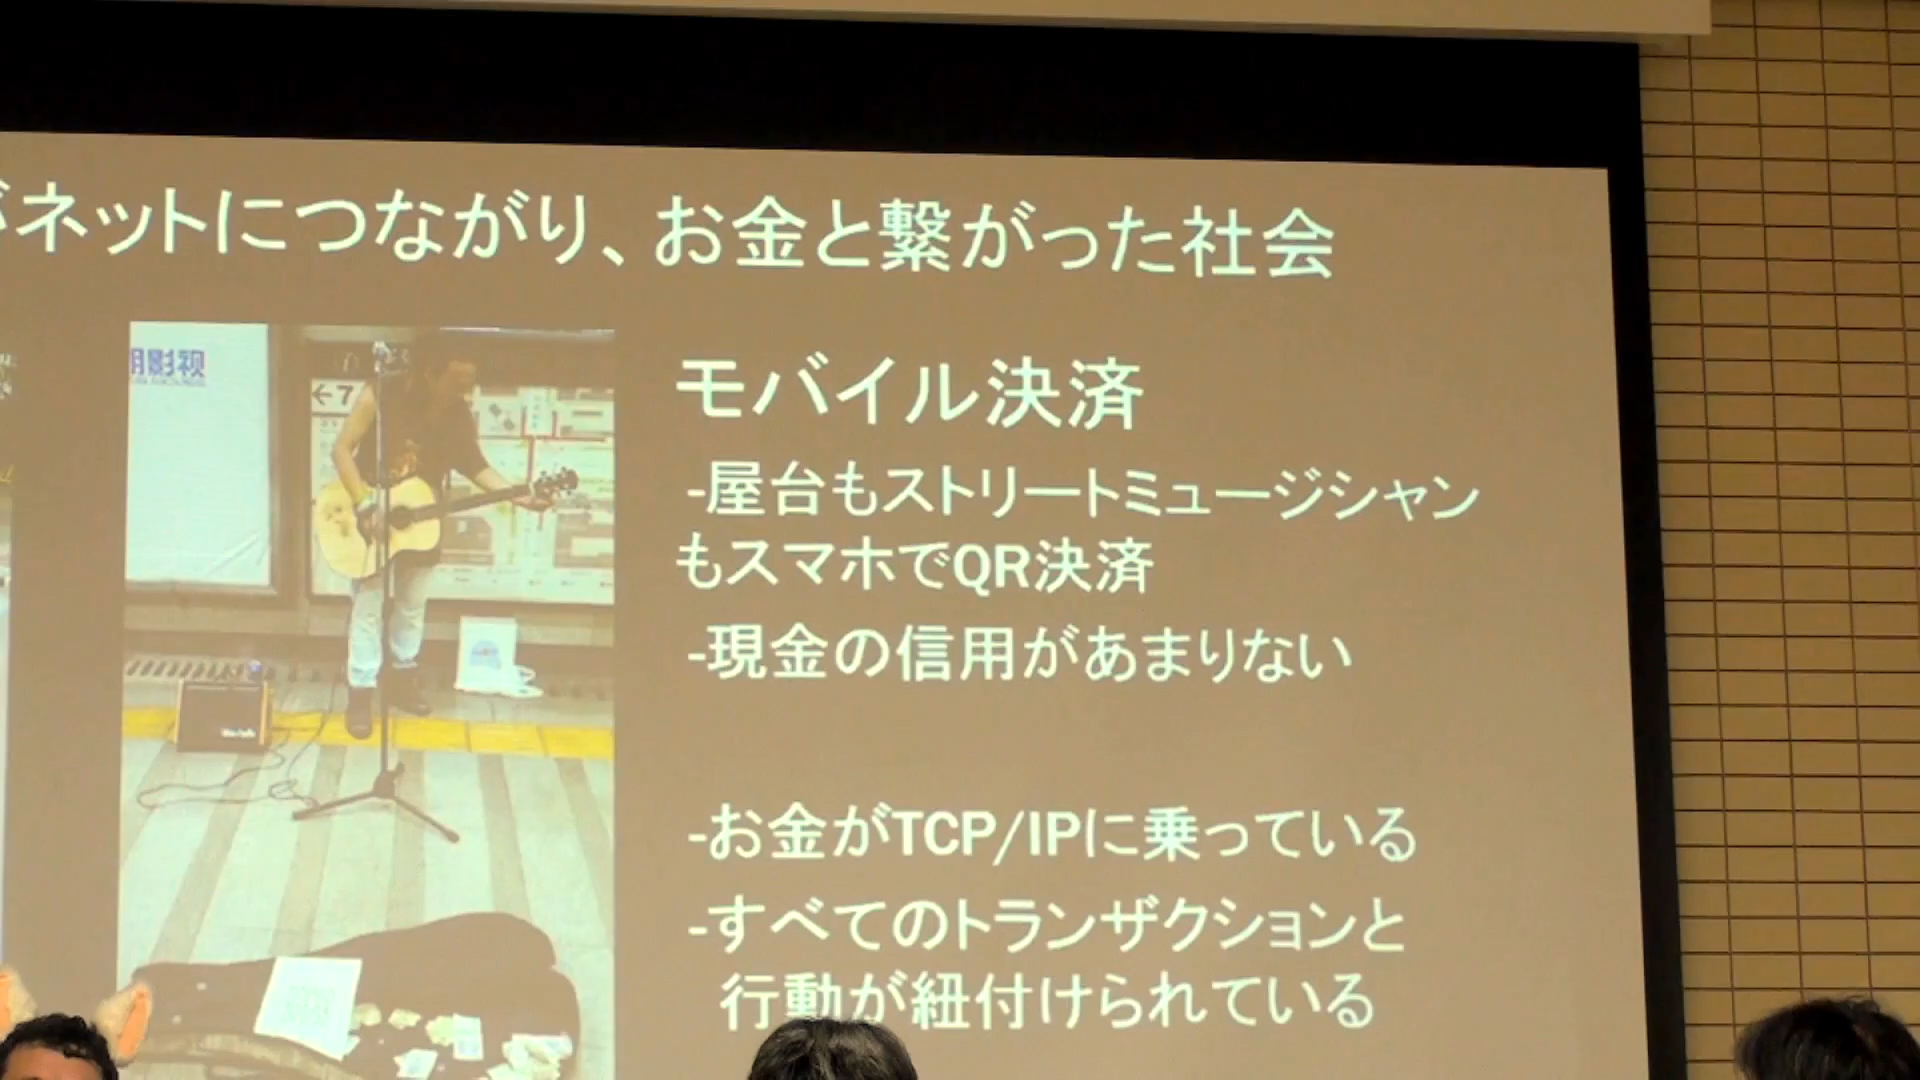 がネットにつながり、お金と繋がった社会
明影视
←7
モバイル決済
-屋台もストリートミュージシャン
もスマホでQR決済
-現金の信用があまりない
-お金がTCP/IPに乗っている
-すべてのトランザクションと
行動が紐付けられている